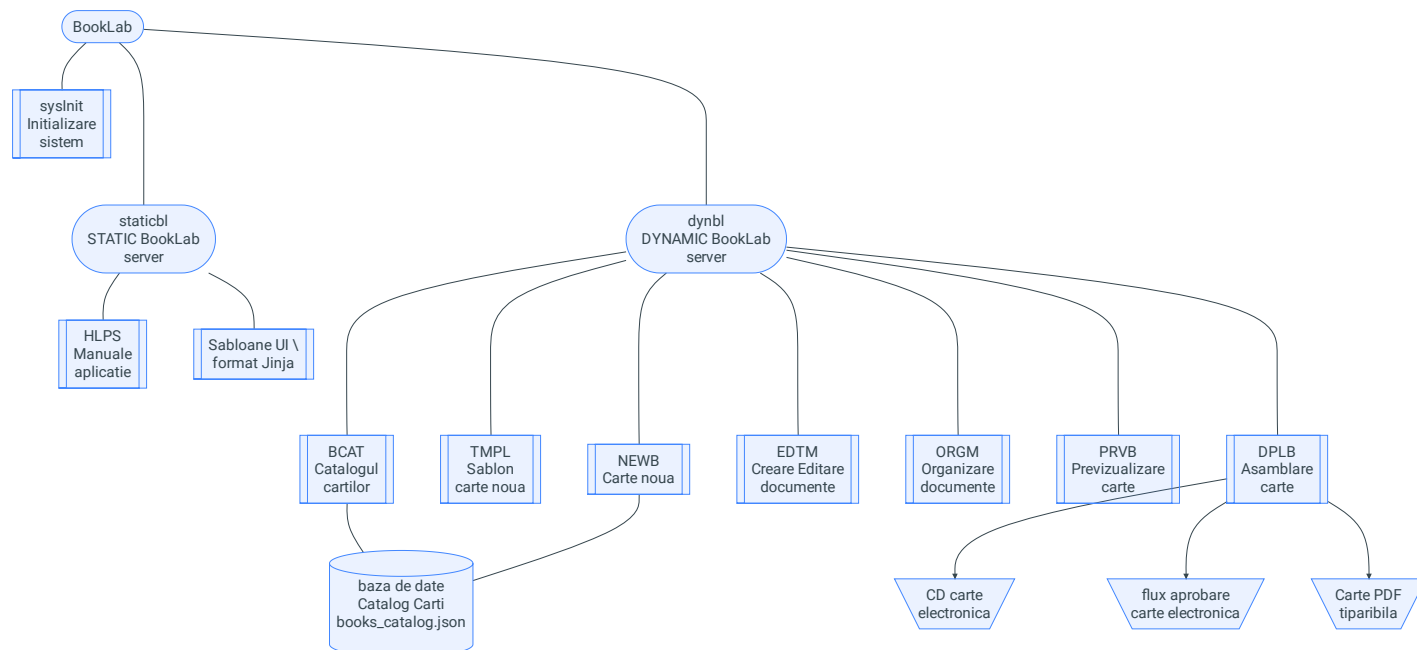 BookLab
sysInit
Initializare
sistem
staticbl
STATIC BookLab
server
dynbl
DYNAMIC BookLab
server
HLPS
Manuale
aplicatie
Sabloane UI \
format Jinja
BCAT
Catalogul
cartilor
TMPL
Sablon
carte noua
NEWB
Carte noua
EDTM
Creare Editare
documente
ORGM
Organizare
documente
PRVB
Previzualizare
carte
DPLB
Asamblare
carte
baza de date
Catalog Carti
books_catalog.json
CD carte
electronica
flux aprobare
carte electronica
Carte PDF
tiparibila